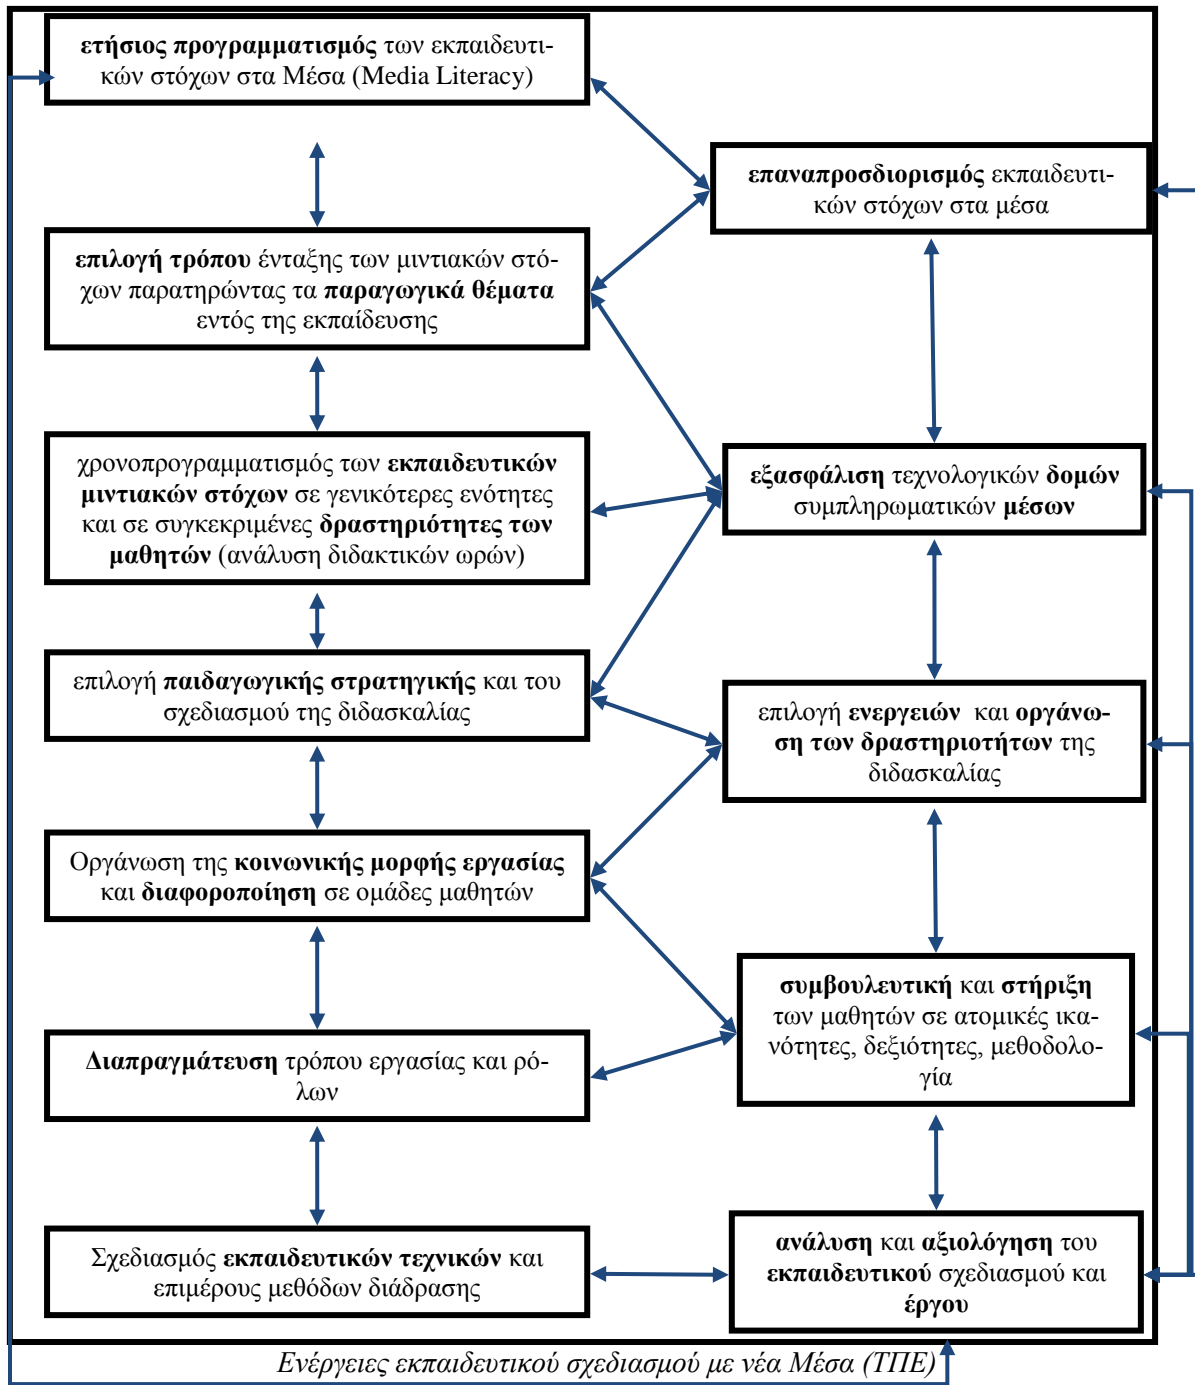 ετήσιος προγραμματισμός των εκπαιδευτι-
κών στόχων στα Μέσα (Media Literacy)
επαναπροσδιορισμός εκπαιδευτι-
κών στόχων στα μέσα
επιλογή τρόπου ένταξης των μιντιακών στό-
χων παρατηρώντας τα παραγωγικά θέματα
εντός της εκπαίδευσης
χρονοπρογραμματισμός των εκπαιδευτικών
μιντιακών στόχων σε γενικότερες ενότητες
και σε συγκεκριμένες δραστηριότητες των
μαθητών (ανάλυση διδακτικών ωρών)
εξασφάλιση τεχνολογικών δομών
συμπληρωματικών μέσων
επιλογή παιδαγωγικής στρατηγικής και του
σχεδιασμού της διδασκαλίας
επιλογή ενεργειών και οργάνω-
ση των δραστηριοτήτων της
διδασκαλίας
Οργάνωση της κοινωνικής μορφής εργασίας
και διαφοροποίηση σε ομάδες μαθητών
συμβουλευτική και στήριξη
των μαθητών σε ατομικές ικα-
νότητες, δεξιότητες, μεθοδολο-
γία
Διαπραγμάτευση τρόπου εργασίας και ρό-
λων
Σχεδιασμός εκπαιδευτικών τεχνικών και
επιμέρους μεθόδων διάδρασης
ανάλυση και αξιολόγηση του
εκπαιδευτικού σχεδιασμού και
έργου
Ενέργειες εκπαιδευτικού σχεδιασμού με νέα Μέσα (ΤΠΕ)